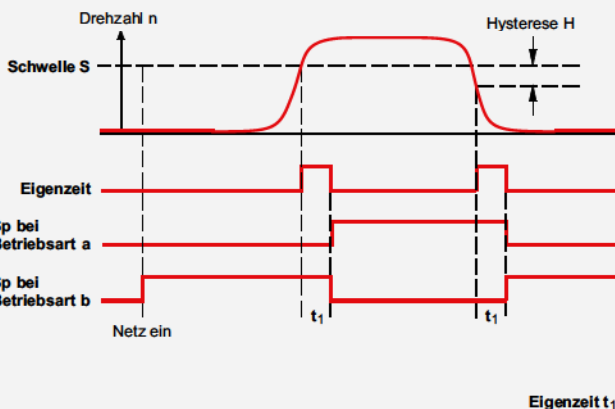 Drehzahl n
Hysterese H
Schwelle S
Eigenzeit
Sp bei
Betriebsart a
Sp bei
Betriebsart b
t1
t1
Netz ein
Eigenzeit t1